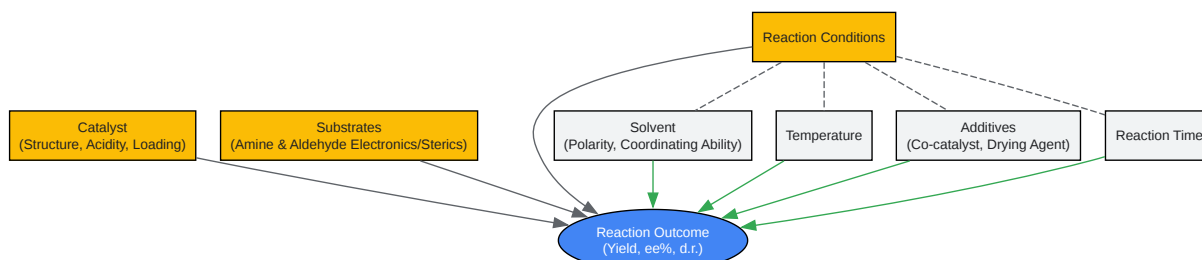 Reaction Conditions
Catalyst
(Structure, Acidity, Loading)
Substrates
(Amine & Aldehyde Electronics/Sterics)
Solvent
(Polarity, Coordinating Ability)
Temperature
Additives
(Co-catalyst, Drying Agent)
Reaction Time
Reaction Outcome
(Yield, ee%, d.r.)